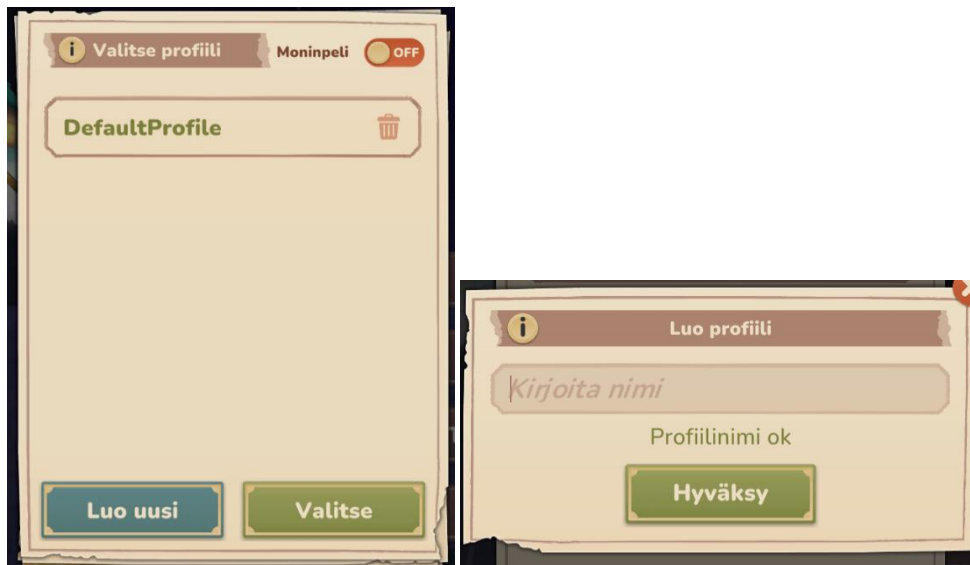 i Valitse profiili Moninpeli OFF
DefaultProfile
Luo uusi Valitse
i Luo profiili
Kirjoita nimi
Profiilinimi ok
Hyväksy